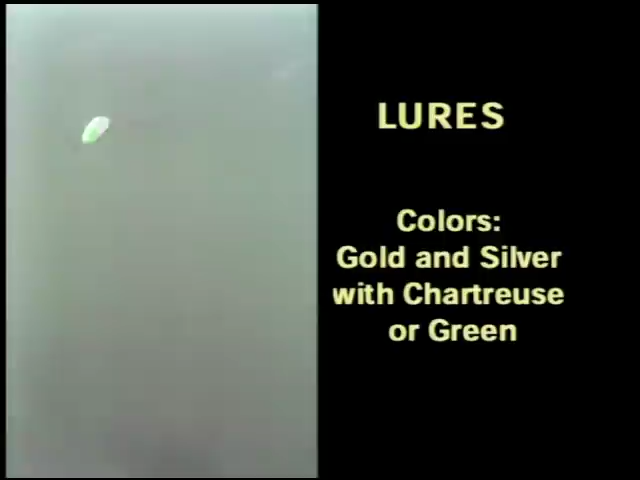 LURES
Colors:
Gold and Silver
with Chartreuse
or Green